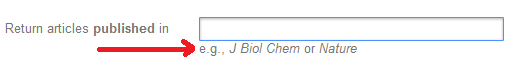 Return articles published in
e.g., J Biol Chem or Nature